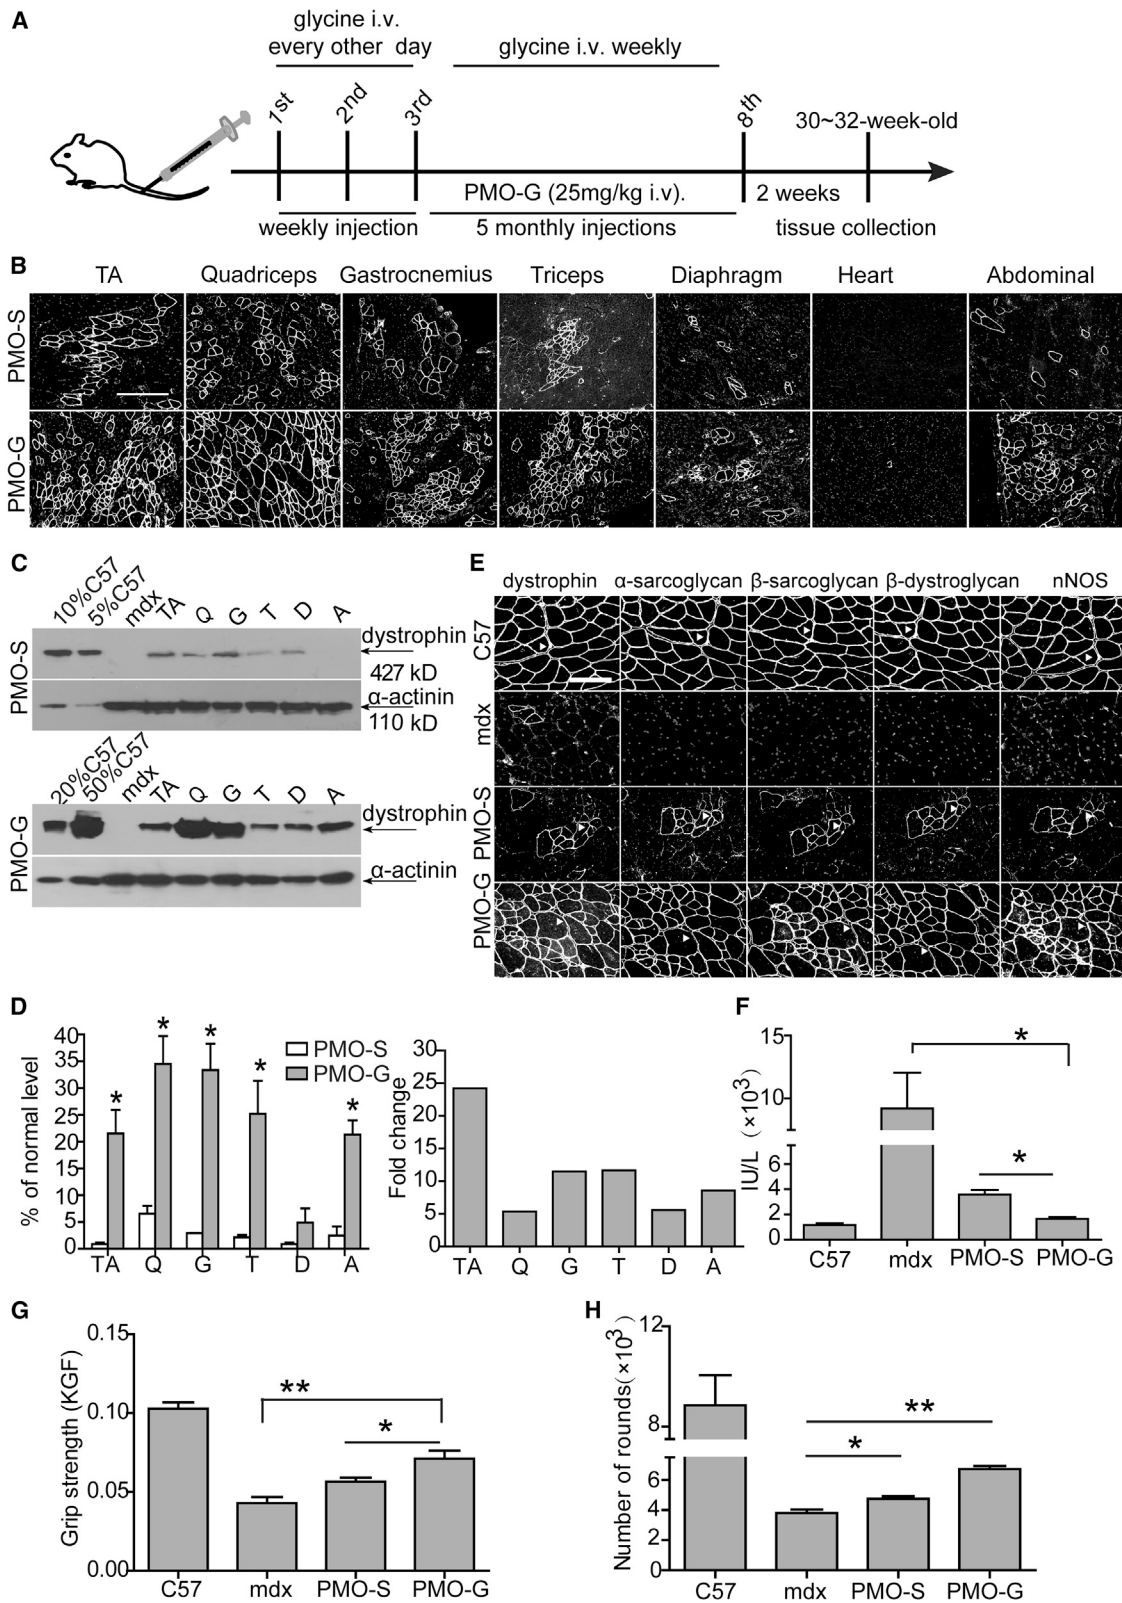 A
glycine i.v.
every other day
glycine i.v. weekly
1st
2nd
3rd
8th
30~32-week-old
PMO-G (25mg/kg i.v).
2 weeks
weekly injection
5 monthly injections
tissue collection
B
TA Quadriceps Gastrocnemius Triceps Diaphragm Heart Abdominal
PMO-S
PMO-G
C
10%C57 5%C57 mdx TA Q G T D A
PMO-S
dystrophin
427 kD
α-actinin
110 kD
20%C57 50%C57 mdx TA Q G T D A
PMO-G
dystrophin
α-actinin
E
dystrophin α-sarcoglycan β-sarcoglycan β-dystroglycan nNOS
C57
mdx
PMO-S
PMO-G
D
% of normal level
40
35
30
25
20
15
10
5
0
* * * * *
PMO-S
PMO-G
TA Q G T D A
Fold change
30
25
20
15
10
5
0
TA Q G T D A
F
IU/L (×10³)
15
10
6
4
2
0
*
*
C57 mdx PMO-S PMO-G
G
Grip strength (KGF)
0.15
0.10
0.05
0.00
**
*
C57 mdx PMO-S PMO-G
H
Number of rounds(×10³)
12
8
6
4
2
0
**
*
C57 mdx PMO-S PMO-G